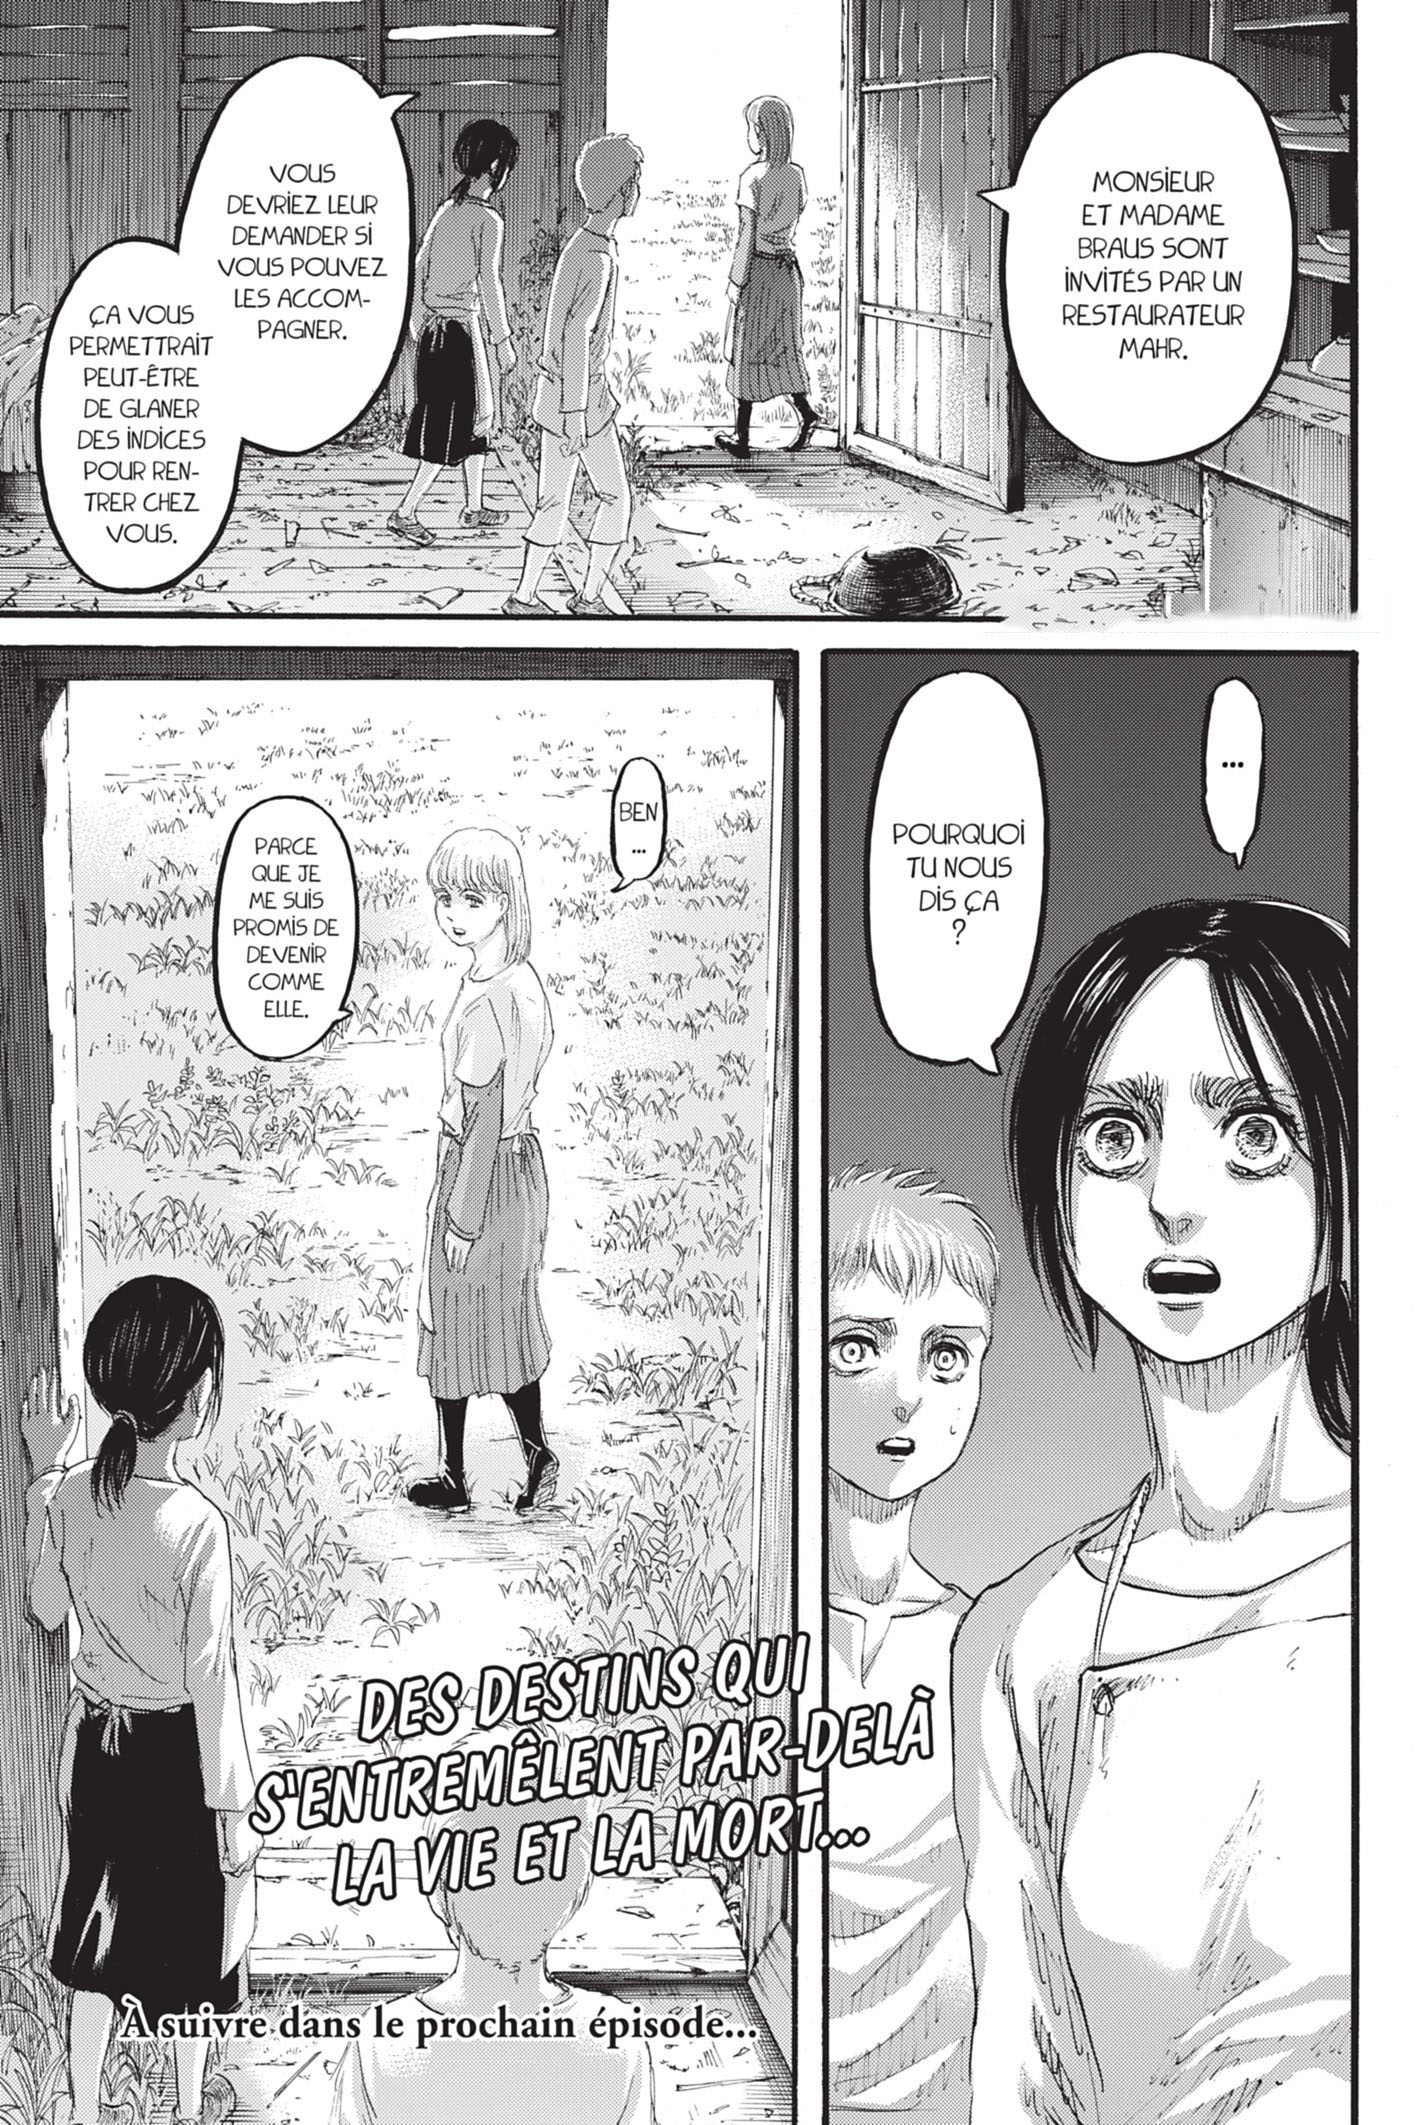 MONSIEUR
ET MADAME
BRAUS SONT
INVITÉS PAR UN
RESTAURATEUR
MAHR.
VOUS
DEVRIEZ LEUR
DEMANDER SI
VOUS POUVEZ
LES ACCOM-
PAGNER.
ÇA VOUS
PERMETTRAIT
PEUT-ÊTRE
DE GLANER
DES INDICES
POUR REN-
TRER CHEZ
VOUS.
...
POURQUOI
TU NOUS
DIS ÇA
?
BEN
...
PARCE
QUE JE
ME SUIS
PROMIS DE
DEVENIR
COMME
ELLE.
DES DESTINS QUI
S'ENTREMÊLENT PAR-DELÀ
LA VIE ET LA MORT...
À suivre dans le prochain épisode...